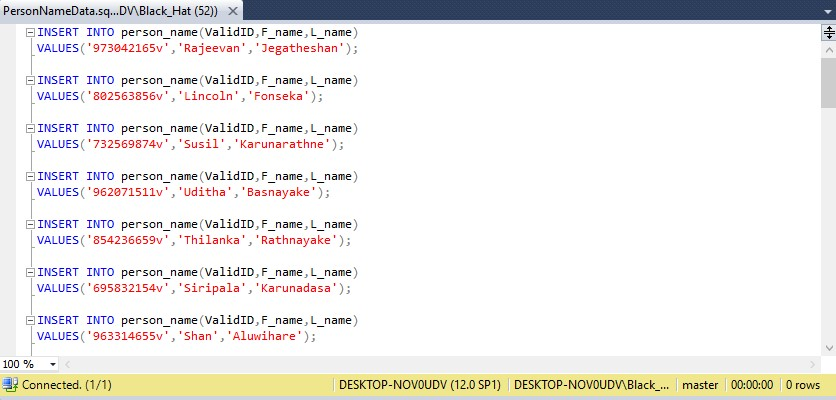 PersonNameData.sq...DV\Black_Hat (52))
INSERT INTO person_name(ValidID,F_name,L_name)
VALUES('973042165v','Rajeevan','Jegatheshan');
INSERT INTO person_name(ValidID,F_name,L_name)
VALUES('802563856v','Lincoln','Fonseka');
INSERT INTO person_name(ValidID,F_name,L_name)
VALUES('732569874v','Susil','Karunarathne');
INSERT INTO person_name(ValidID,F_name,L_name)
VALUES('962071511v','Uditha','Basnayake');
INSERT INTO person_name(ValidID,F_name,L_name)
VALUES('854236659v','Thilanka','Rathnayake');
INSERT INTO person_name(ValidID,F_name,L_name)
VALUES('695832154v','Siripala','Karunadasa');
INSERT INTO person_name(ValidID,F_name,L_name)
VALUES('963314655v','Shan','Aluwihare');
100 %
Connected. (1/1) DESKTOP-NOV0UDV (12.0 SP1) DESKTOP-NOV0UDV\Black_... master 00:00:00 0 rows